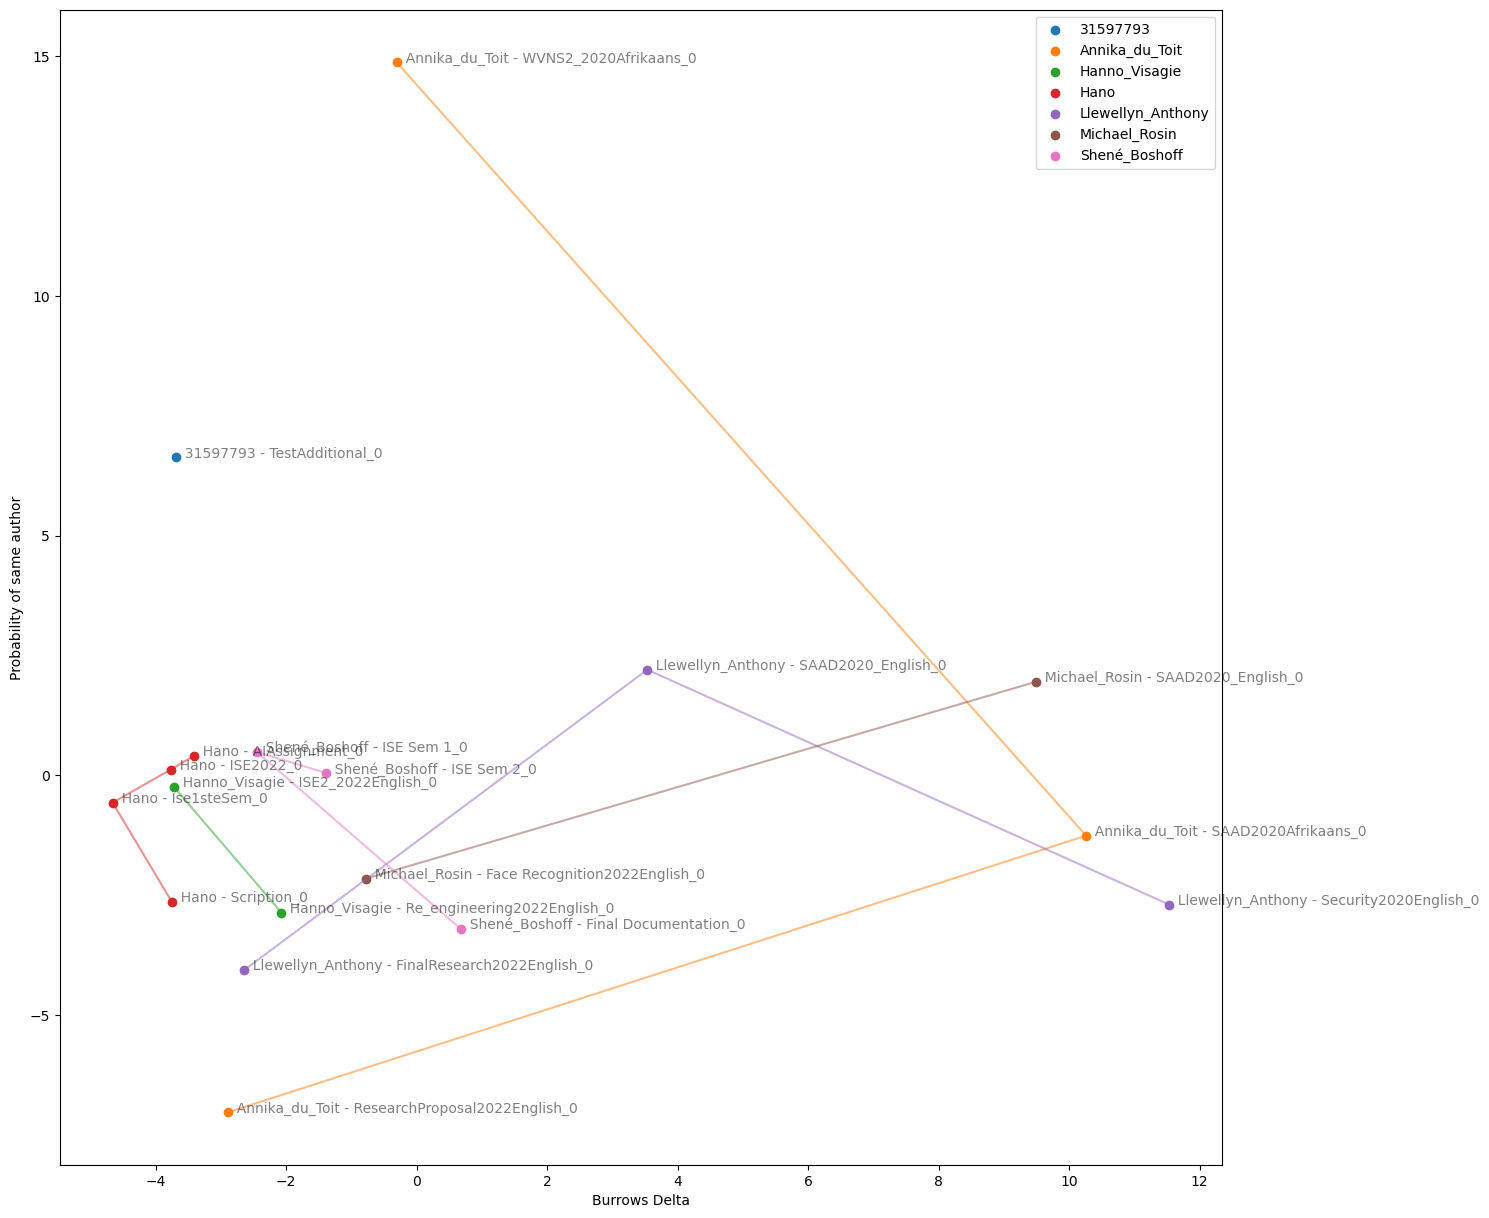 31597793
Annika_du_Toit
Hanno_Visagie
Hano
Llewellyn_Anthony
Michael_Rosin
Shené_Boshoff
15
Annika_du_Toit - WVNS2_2020Afrikaans_0
10
31597793 - TestAdditional_0
5
Probability of same author
Llewellyn_Anthony - SAAD2020_English_0
Michael_Rosin - SAAD2020_English_0
Shené_Boshoff - ISE Sem 1_0
Hano - AIAssignment_0
Hano - ISE2022_0
Shené_Boshoff - ISE Sem 2_0
0
Hanno_Visagie - ISE2_2022English_0
Hano - Ise1steSem_0
Annika_du_Toit - SAAD2020Afrikaans_0
Michael_Rosin - Face Recognition2022English_0
Hano - Scription_0
Llewellyn_Anthony - Security2020English_0
Hanno_Visagie - Re_engineering2022English_0
Shené_Boshoff - Final Documentation_0
Llewellyn_Anthony - FinalResearch2022English_0
−5
Annika_du_Toit - ResearchProposal2022English_0
−4 −2 0 2 4 6 8 10 12
Burrows Delta